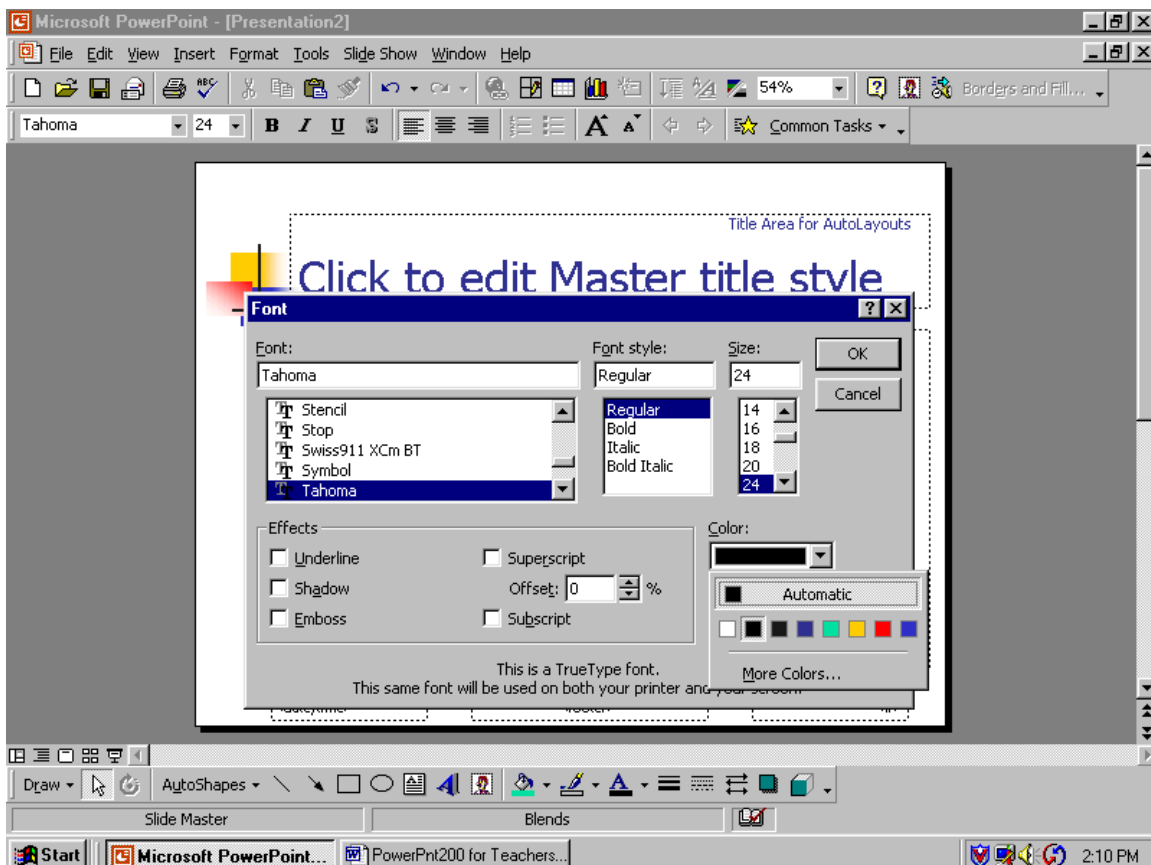 Microsoft PowerPoint - [Presentation2]
File Edit View Insert Format Tools Slide Show Window Help
ABC 54% Borders and Fill...
Tahoma 24 B I U S A A Common Tasks
Title Area for AutoLayouts
Click to edit Master title style
Font
Font: Font style: Size:
Tahoma Regular 24 OK
Cancel
Stencil Regular 14
Stop Bold 16
Swiss911 XCm BT Italic 18
Symbol Bold Italic 20
Tahoma 24
Effects Color:
Underline Superscript
Shadow Offset: 0 %
Emboss Subscript
Automatic
More Colors...
This is a TrueType font.
This same font will be used on both your printer and your screen.
Draw AutoShapes A A
Slide Master Blends
Start Microsoft PowerPoint... PowerPnt200 for Teachers... 2:10 PM